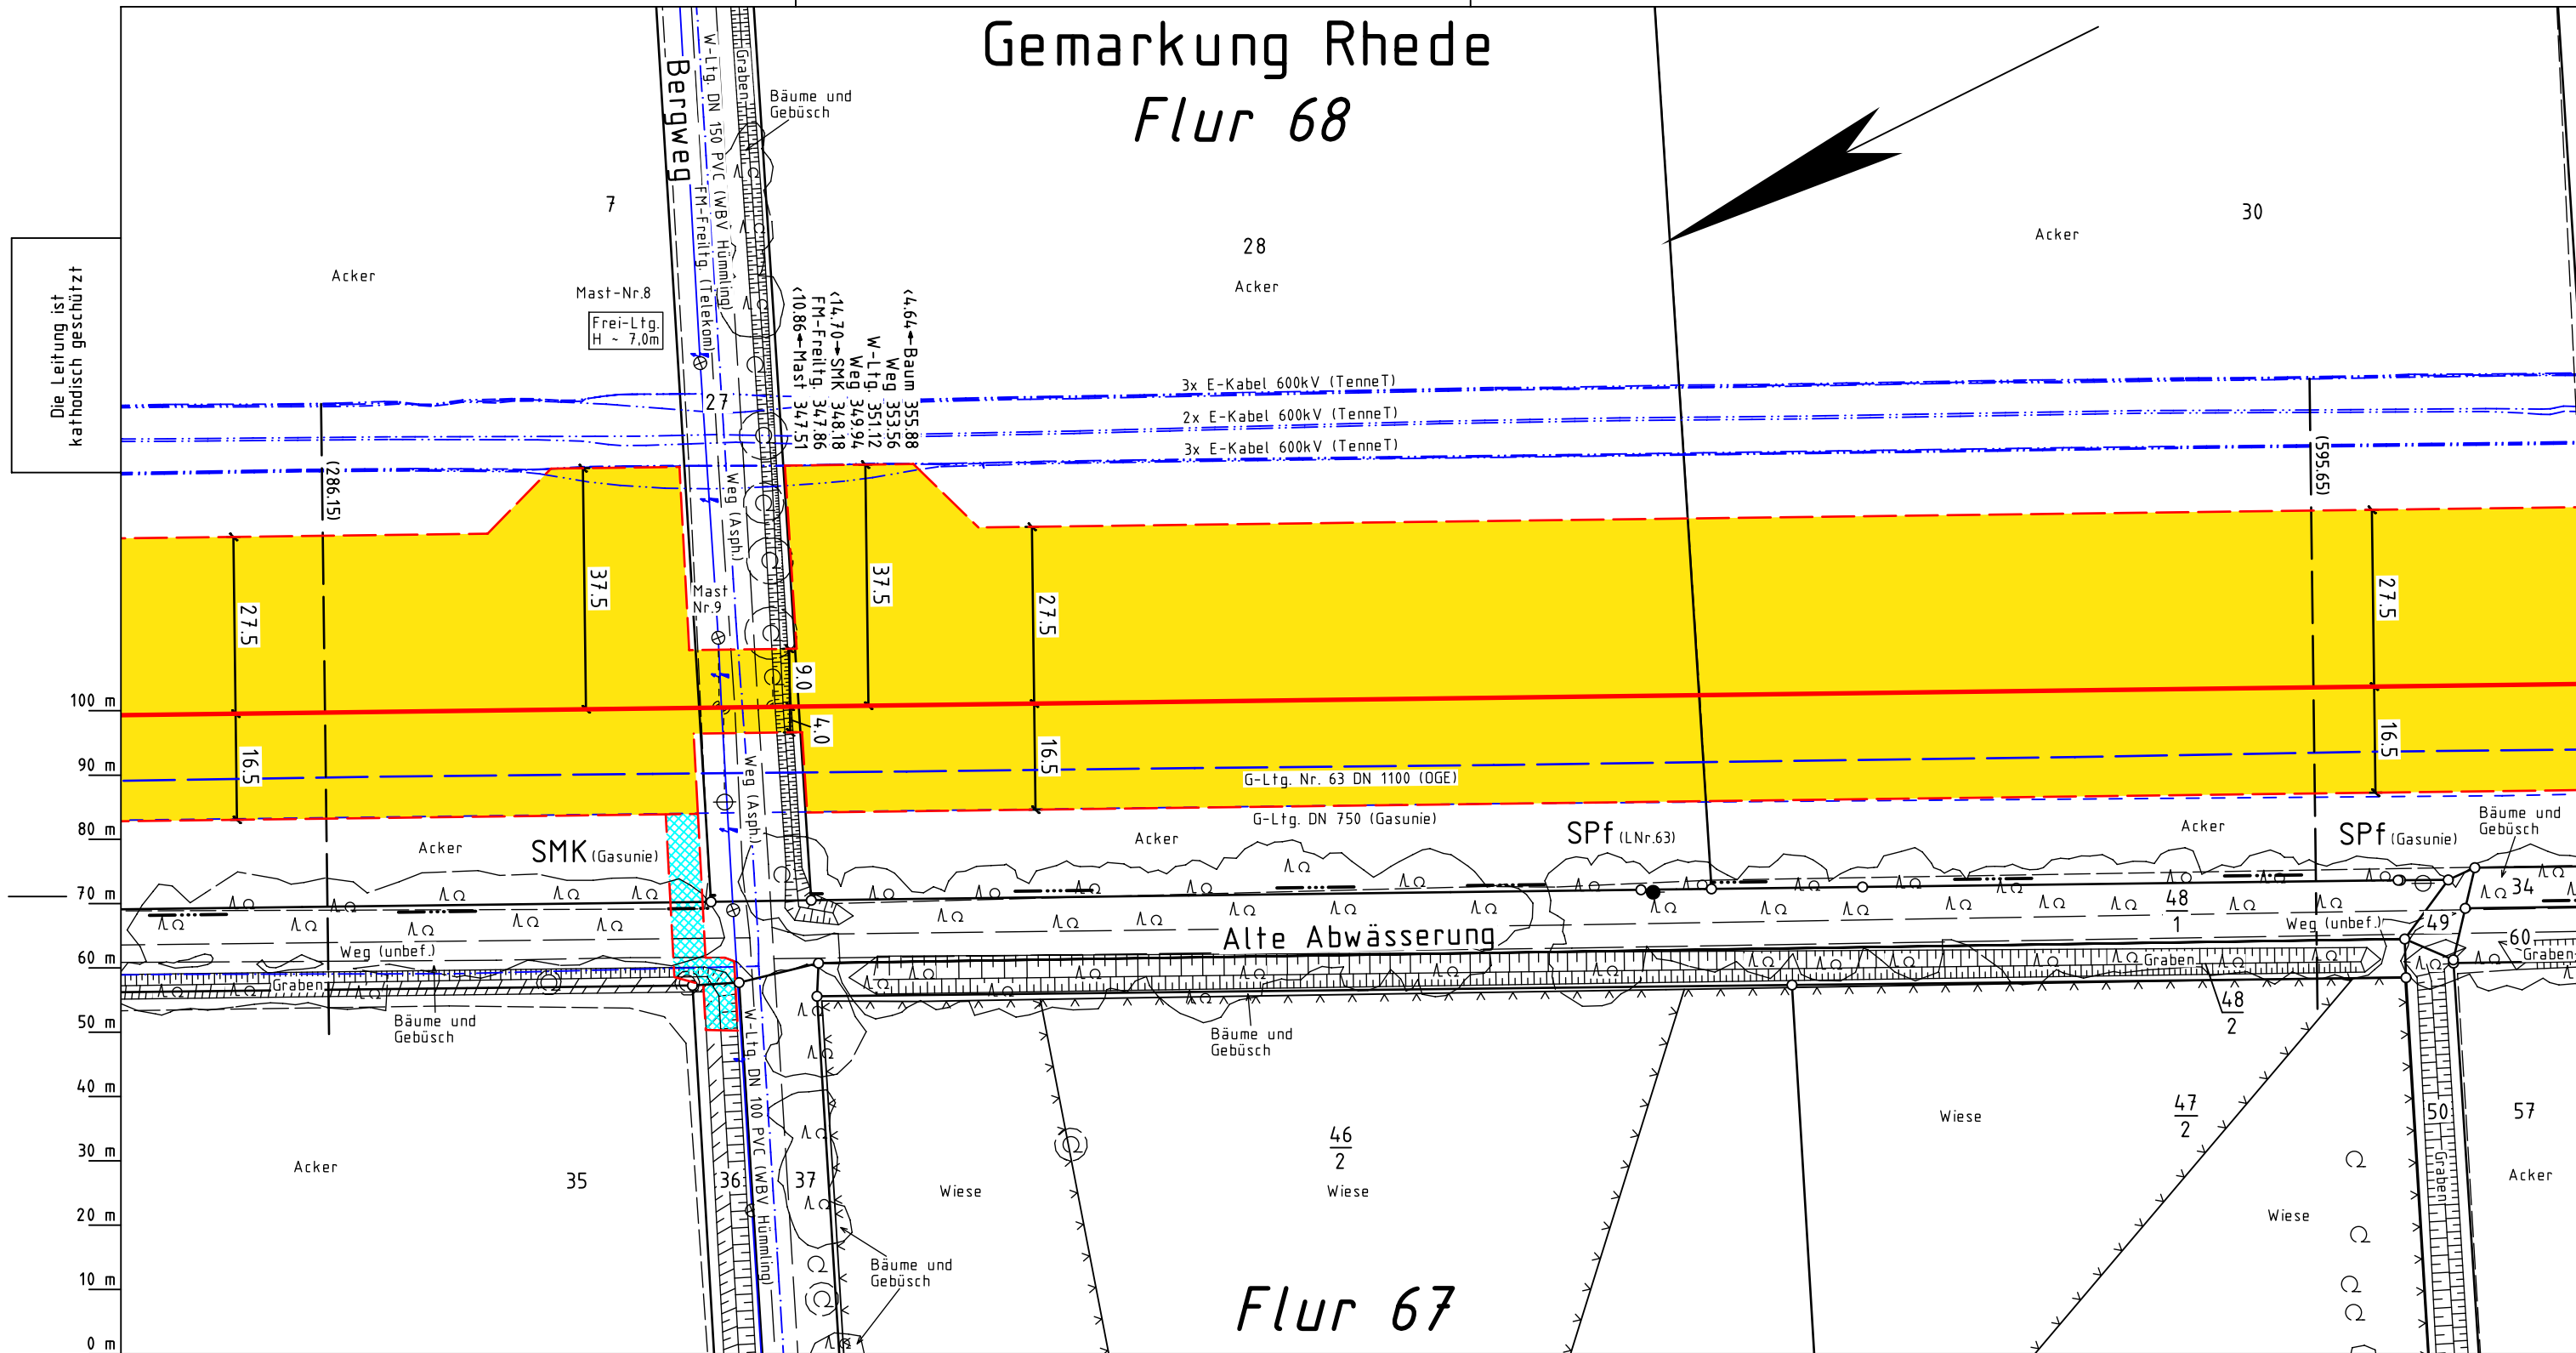 Gemarkung Rhede
Flur 68
Bergweg
W-Ltg. DN 150 PVC (WBV Hümmling)
FM-Freiltg. (Telekom)
Graben
Bäume und
Gebüsch
7
28
30
Acker
Acker
Acker
Die Leitung ist
kathodisch geschützt
Mast-Nr.8
Frei-Ltg.
H ~ 7,0m
<4.64 Baum 355.88
Weg 353.56
W-Ltg. 351.12
Weg 349.94
<14.70 SMK 348.18
FM-Freiltg. 347.86
<10.86 Mast 347.51
27
3x E-Kabel 600kV (TenneT)
2x E-Kabel 600kV (TenneT)
3x E-Kabel 600kV (TenneT)
(286.15)
(595.65)
Weg (Asph.)
37.5
37.5
27.5
27.5
27.5
Mast
Nr.9
9.0
4.0
16.5
16.5
16.5
Weg (Asph.)
G-Ltg. Nr. 63 DN 1100 (OGE)
G-Ltg. DN 750 (Gasunie)
100 m
90 m
80 m
70 m
60 m
50 m
40 m
30 m
20 m
10 m
0 m
SMK (Gasunie)
SPf (LNr.63)
SPf (Gasunie)
Acker
Acker
Acker
Bäume und
Gebüsch
34
48
1
49
60
Weg (unbef.)
Weg (unbef.)
Alte Abwässerung
Graben
Graben
Graben
48
2
Bäume und
Gebüsch
Bäume und
Gebüsch
W-Ltg. DN 100 PVC (WBV Hümmling)
Acker
35
36
37
Wiese
46
2
Wiese
Wiese
47
2
Wiese
50
Graben
57
Acker
Bäume und
Gebüsch
Flur 67